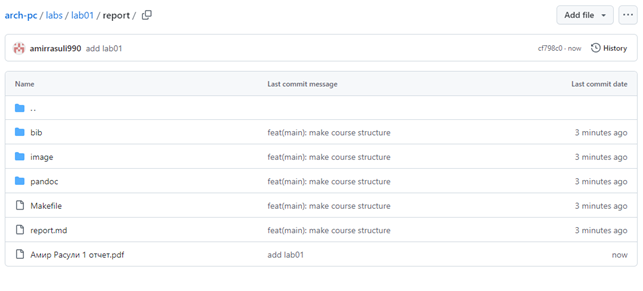 arch-pc / labs / lab01 / report /
Add file
amirrasuli990 add lab01
cf798c0 · now
History
Name Last commit message Last commit date
..
bib feat(main): make course structure 3 minutes ago
image feat(main): make course structure 3 minutes ago
pandoc feat(main): make course structure 3 minutes ago
Makefile feat(main): make course structure 3 minutes ago
report.md feat(main): make course structure 3 minutes ago
Амир Расули 1 отчет.pdf add lab01 now